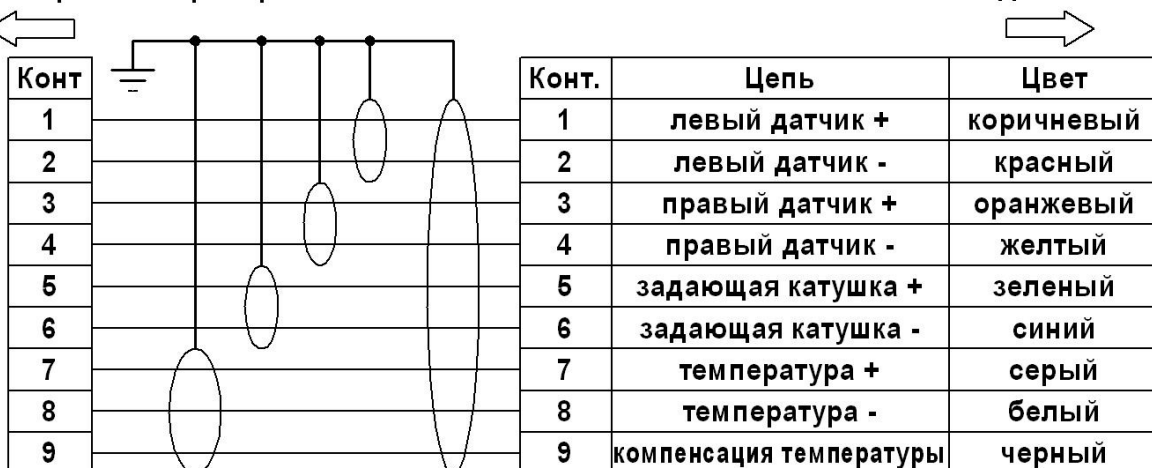 Конт Конт. Цепь Цвет
1 1 левый датчик + коричневый
2 2 левый датчик - красный
3 3 правый датчик + оранжевый
4 4 правый датчик - желтый
5 5 задающая катушка + зеленый
6 6 задающая катушка - синий
7 7 температура + серый
8 8 температура - белый
9 9 компенсация температуры черный